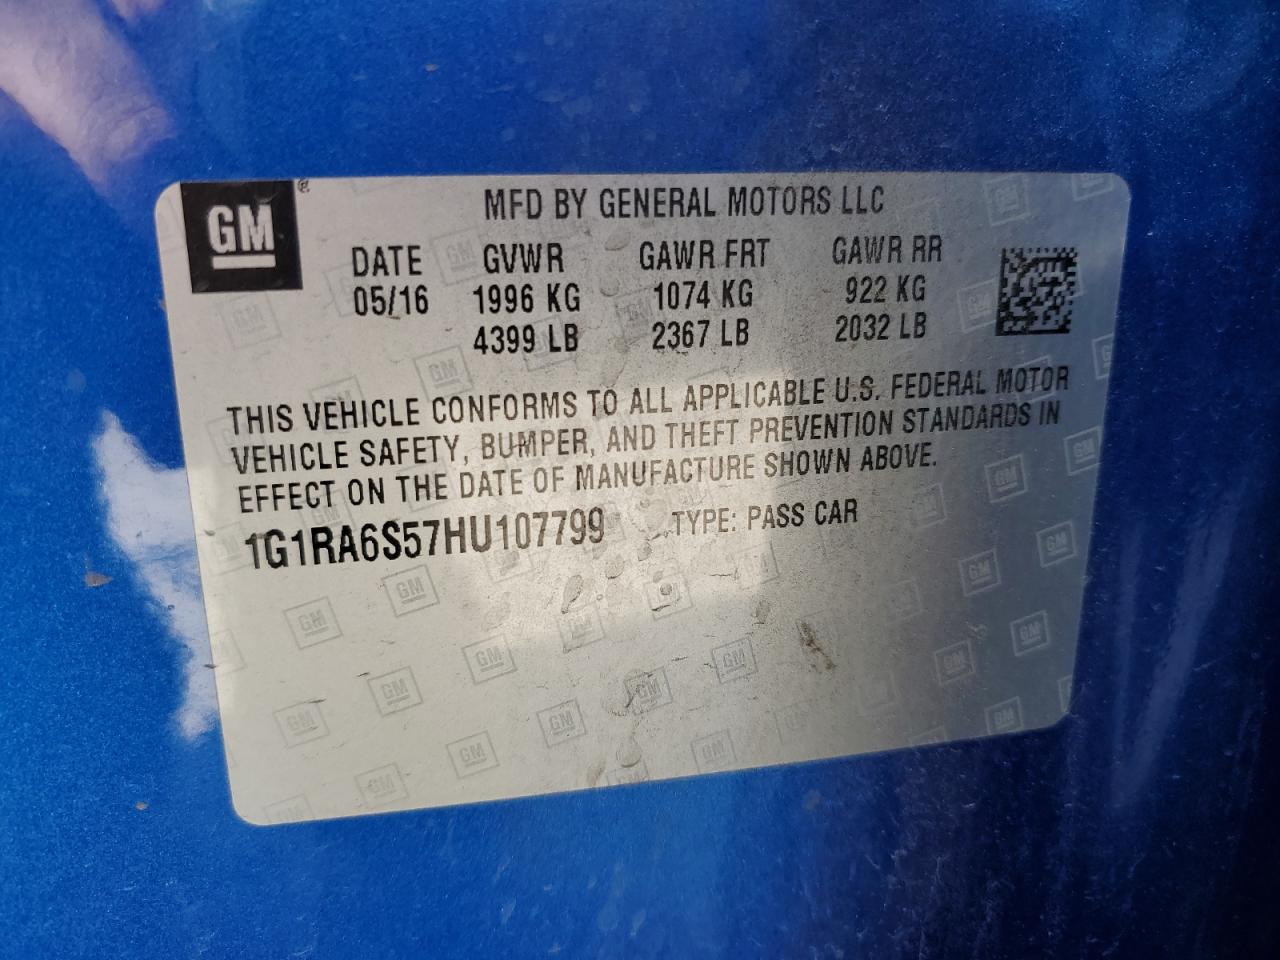 GM ®
MFD BY GENERAL MOTORS LLC
DATE GVWR GAWR FRT GAWR RR
05/16 1996 KG 1074 KG 922 KG
4399 LB 2367 LB 2032 LB
THIS VEHICLE CONFORMS TO ALL APPLICABLE U.S. FEDERAL MOTOR
VEHICLE SAFETY, BUMPER, AND THEFT PREVENTION STANDARDS IN
EFFECT ON THE DATE OF MANUFACTURE SHOWN ABOVE.
1G1RA6S57HU107799 TYPE: PASS CAR